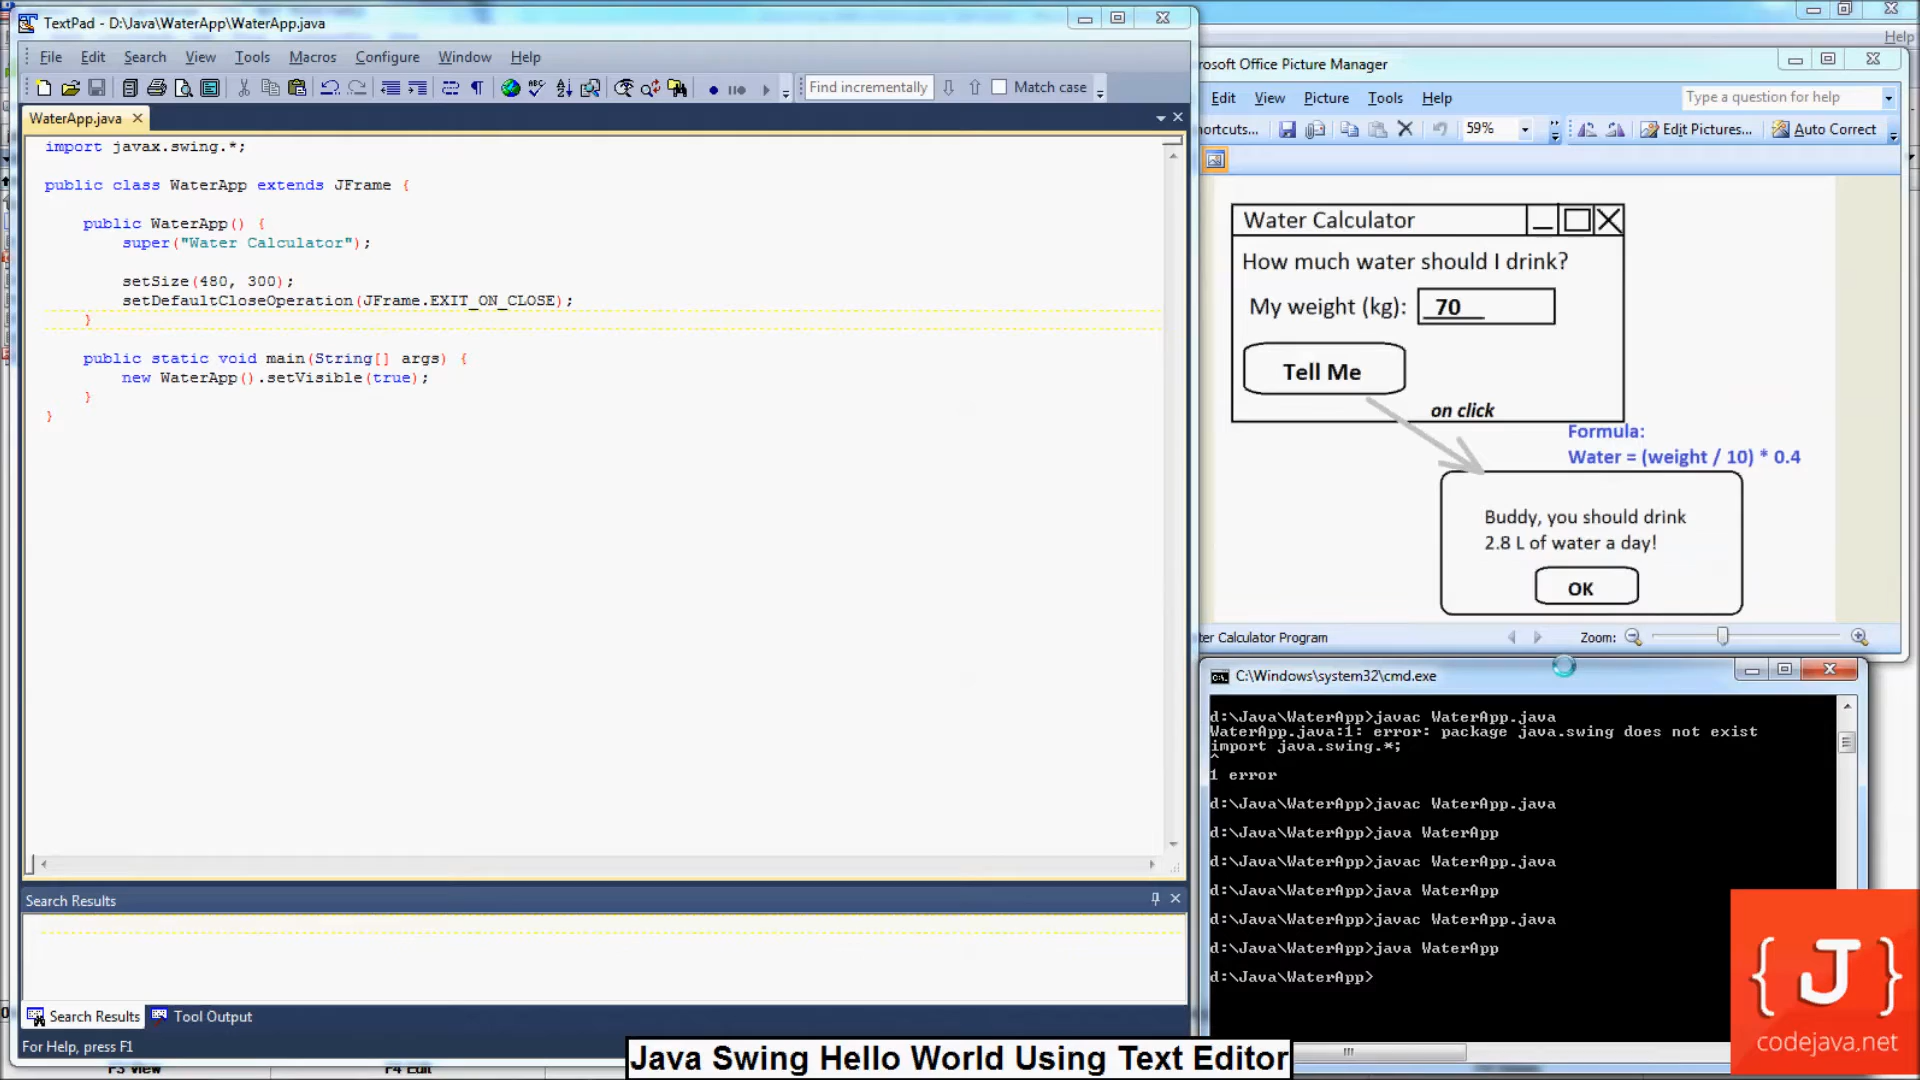 TextPad - D:\Java\WaterApp\WaterApp.java
File Edit Search View Tools Macros Configure Window Help
Find incrementally
Match case
WaterApp.java
import javax.swing.*;
public class WaterApp extends JFrame {
public WaterApp() {
super("Water Calculator");
setSize(480, 300);
setDefaultCloseOperation(JFrame.EXIT_ON_CLOSE);
}
public static void main(String[] args) {
new WaterApp().setVisible(true);
}
}
Search Results
Search Results Tool Output
For Help, press F1
F3 View F4 Edit
Help
rosoft Office Picture Manager
Edit View Picture Tools Help
Type a question for help
ortcuts...
59%
Edit Pictures...
Auto Correct
Water Calculator
How much water should I drink?
My weight (kg): 70
Tell Me
on click
Formula:
Water = (weight / 10) * 0.4
Buddy, you should drink
2.8 L of water a day!
OK
ter Calculator Program
Zoom:
C:\Windows\system32\cmd.exe
d:\Java\WaterApp>javac WaterApp.java
WaterApp.java:1: error: package java.swing does not exist
import java.swing.*;
^
1 error
d:\Java\WaterApp>javac WaterApp.java
d:\Java\WaterApp>java WaterApp
d:\Java\WaterApp>javac WaterApp.java
d:\Java\WaterApp>java WaterApp
d:\Java\WaterApp>javac WaterApp.java
d:\Java\WaterApp>java WaterApp
d:\Java\WaterApp>
{ J }
codejava.net
Java Swing Hello World Using Text Editor